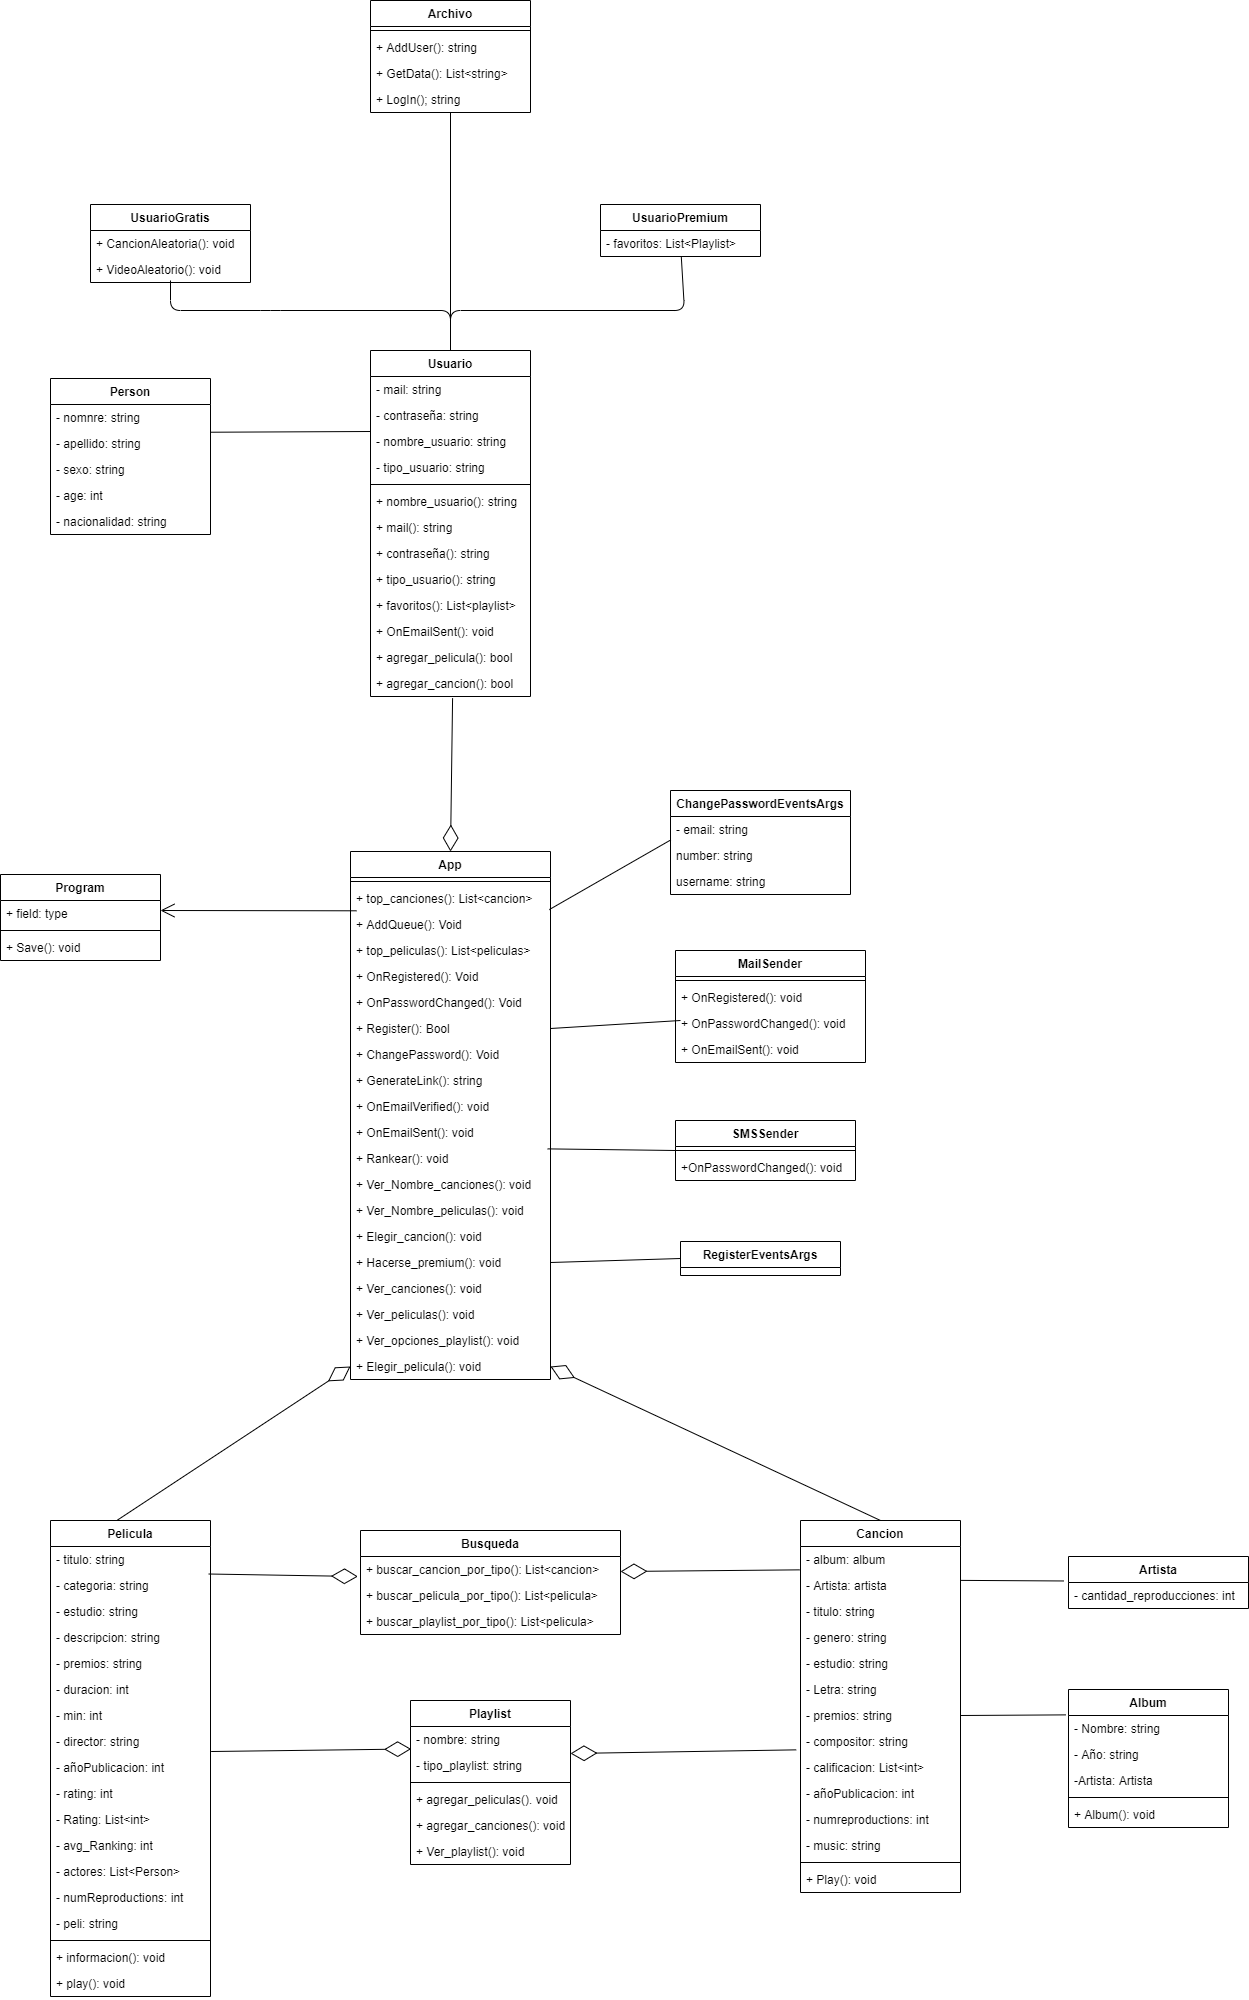 Archivo
+ AddUser(): string
+ GetData(): List<string>
+ LogIn(); string
UsuarioGratis
+ CancionAleatoria(): void
+ VideoAleatorio(): void
UsuarioPremium
- favoritos: List<Playlist>
Usuario
- mail: string
- contraseña: string
- nombre_usuario: string
- tipo_usuario: string
+ nombre_usuario(): string
+ mail(): string
+ contraseña(): string
+ tipo_usuario(): string
+ favoritos(): List<playlist>
+ OnEmailSent(): void
+ agregar_pelicula(): bool
+ agregar_cancion(): bool
Person
- nomnre: string
- apellido: string
- sexo: string
- age: int
- nacionalidad: string
ChangePasswordEventsArgs
- email: string
number: string
username: string
Program
+ field: type
+ Save(): void
App
+ top_canciones(): List<cancion>
+ AddQueue(): Void
+ top_peliculas(): List<peliculas>
+ OnRegistered(): Void
+ OnPasswordChanged(): Void
+ Register(): Bool
+ ChangePassword(): Void
+ GenerateLink(): string
+ OnEmailVerified(): void
+ OnEmailSent(): void
+ Rankear(): void
+ Ver_Nombre_canciones(): void
+ Ver_Nombre_peliculas(): void
+ Elegir_cancion(): void
+ Hacerse_premium(): void
+ Ver_canciones(): void
+ Ver_peliculas(): void
+ Ver_opciones_playlist(): void
+ Elegir_pelicula(): void
MailSender
+ OnRegistered(): void
+ OnPasswordChanged(): void
+ OnEmailSent(): void
SMSSender
+OnPasswordChanged(): void
RegisterEventsArgs
Pelicula
- titulo: string
- categoria: string
- estudio: string
- descripcion: string
- premios: string
- duracion: int
- min: int
- director: string
- añoPublicacion: int
- rating: int
- Rating: List<int>
- avg_Ranking: int
- actores: List<Person>
- numReproductions: int
- peli: string
+ informacion(): void
+ play(): void
Busqueda
+ buscar_cancion_por_tipo(): List<cancion>
+ buscar_pelicula_por_tipo(): List<pelicula>
+ buscar_playlist_por_tipo(): List<pelicula>
Playlist
- nombre: string
- tipo_playlist: string
+ agregar_peliculas(). void
+ agregar_canciones(): void
+ Ver_playlist(): void
Cancion
- album: album
- Artista: artista
- titulo: string
- genero: string
- estudio: string
- Letra: string
- premios: string
- compositor: string
- calificacion: List<int>
- añoPublicacion: int
- numreproductions: int
- music: string
+ Play(): void
Artista
- cantidad_reproducciones: int
Album
- Nombre: string
- Año: string
-Artista: Artista
+ Album(): void